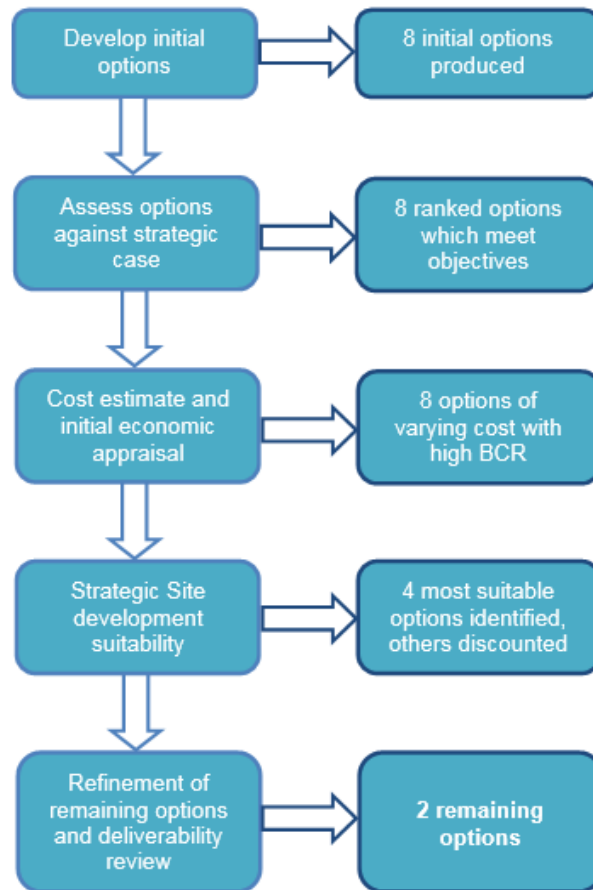 Develop initial
options
8 initial options
produced
Assess options
against strategic
case
8 ranked options
which meet
objectives
Cost estimate and
initial economic
appraisal
8 options of
varying cost with
high BCR
Strategic Site
development
suitability
4 most suitable
options identified,
others discounted
Refinement of
remaining options
and deliverability
review
2 remaining
options